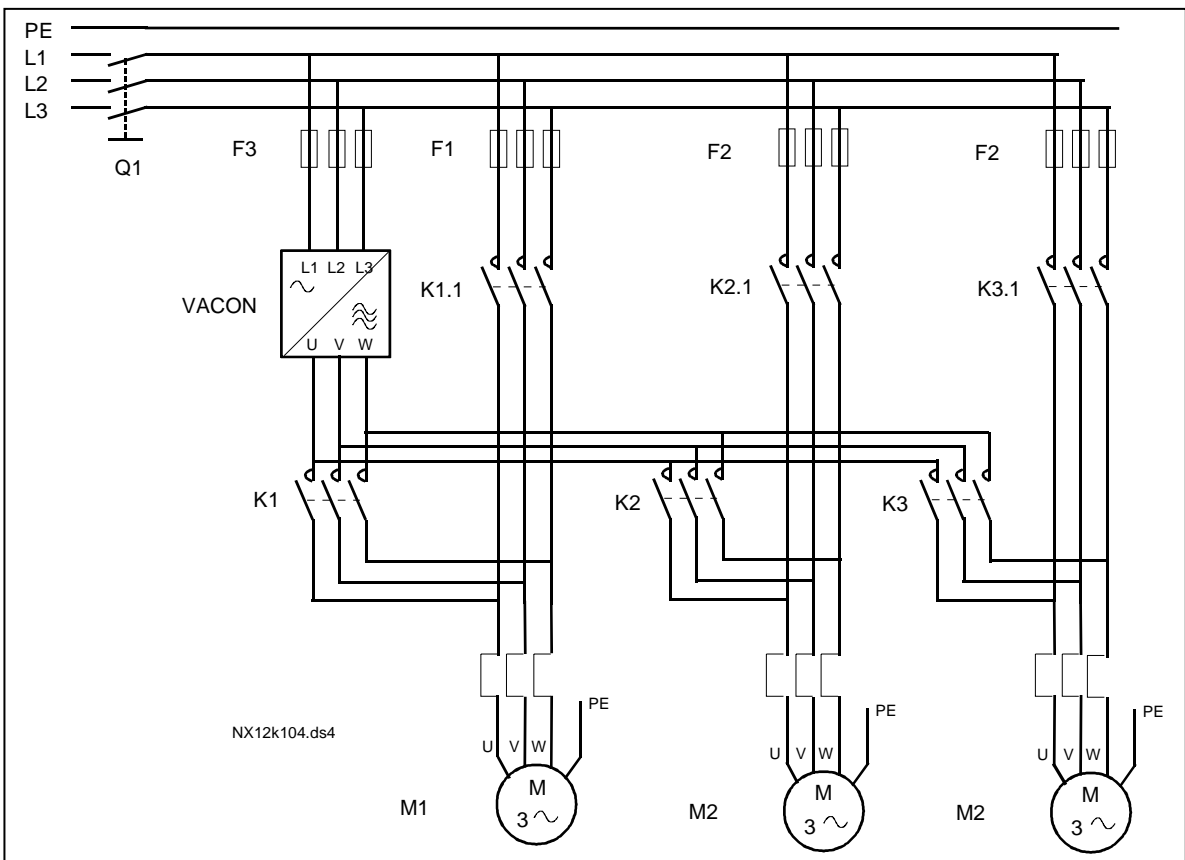 PE
L1
L2
L3
Q1
F3 F1 F2 F2
L1 L2 L3
VACON
U V W
K1.1 K2.1 K3.1
K1 K2 K3
NX12k104.ds4
PE PE PE
U V W U V W U V W
M M M
3 3 3
M1 M2 M2